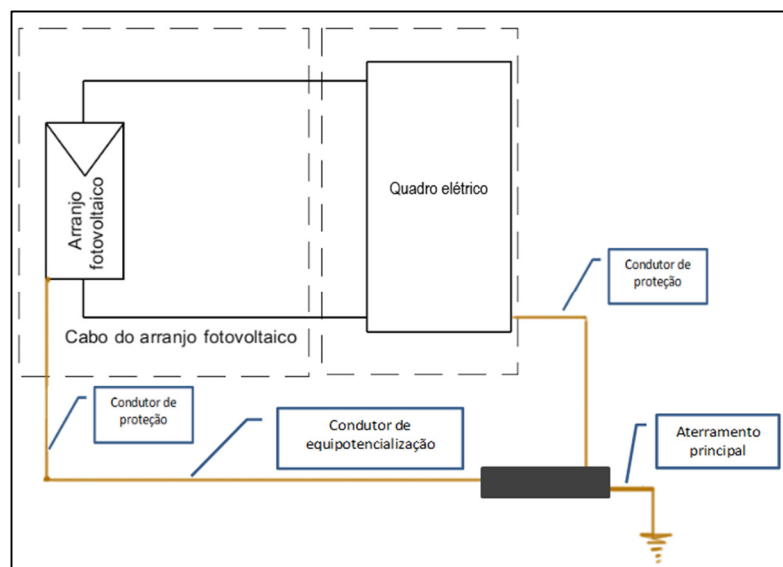 Arranjo
fotovoltaico
Quadro elétrico
Condutor de
proteção
Cabo do arranjo fotovoltaico
Condutor de
proteção
Condutor de
equipotencialização
Aterramento
principal